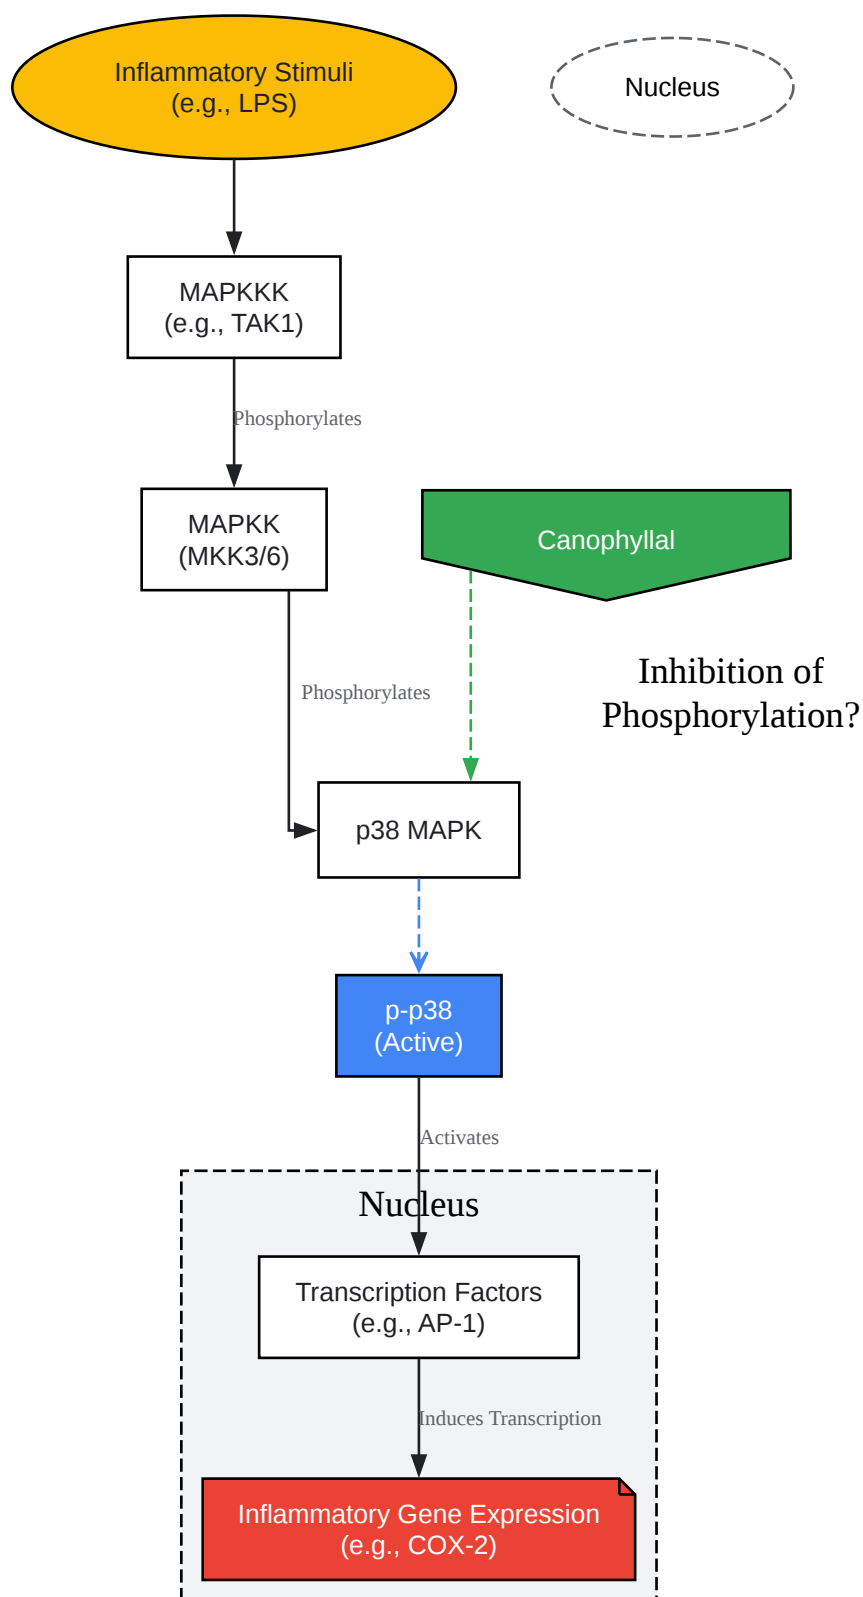 Inflammatory Stimuli
(e.g., LPS)
Nucleus
MAPKKK
(e.g., TAK1)
Phosphorylates
MAPKK
(MKK3/6)
Canophyllal
Inhibition of
Phosphorylation?
Phosphorylates
p38 MAPK
p-p38
(Active)
Activates
Nucleus
Transcription Factors
(e.g., AP-1)
Induces Transcription
Inflammatory Gene Expression
(e.g., COX-2)